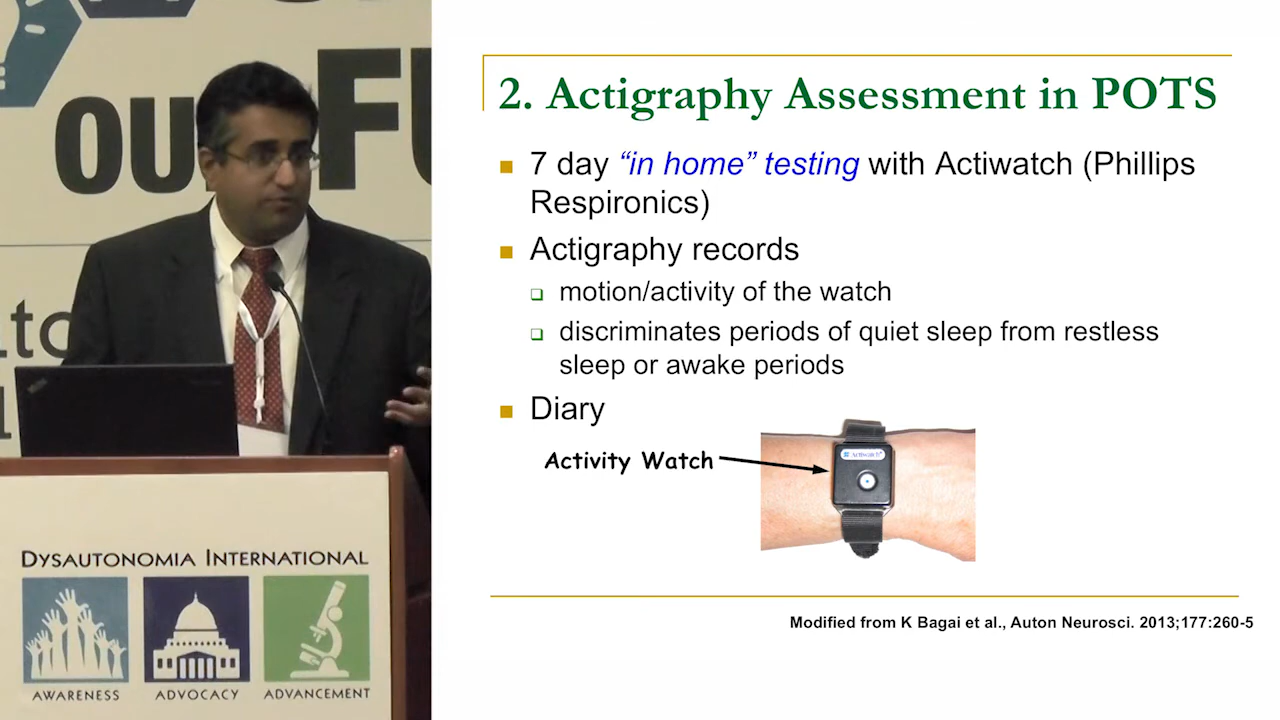 OUR FU
2. Actigraphy Assessment in POTS
7 day “in home” testing with Actiwatch (Phillips
Respironics)
Actigraphy records
motion/activity of the watch
discriminates periods of quiet sleep from restless
sleep or awake periods
Diary
Activity Watch
DYSAUTONOMIA INTERNATIONAL
AWARENESS
ADVOCACY
ADVANCEMENT
Modified from K Bagai et al., Auton Neurosci. 2013;177:260-5